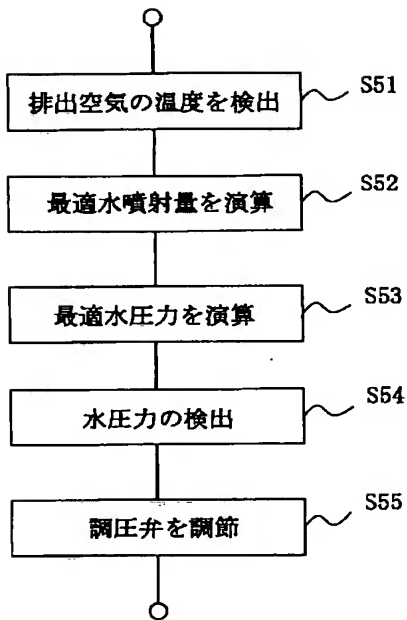 排出空気の温度を検出
S51
最適水噴射量を演算
S52
最適水圧力を演算
S53
水圧力の検出
S54
調圧弁を調節
S55